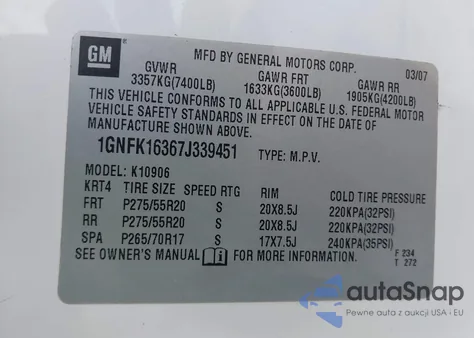 GM
MFD BY GENERAL MOTORS CORP. 03/07
GVWR GAWR FRT GAWR RR
3357KG(7400LB) 1633KG(3600LB) 1905KG(4200LB)
THIS VEHICLE CONFORMS TO ALL APPLICABLE U.S. FEDERAL MOTOR
VEHICLE SAFETY STANDARDS IN EFFECT ON THE DATE OF
MANUFACTURE SHOWN ABOVE.
1GNFK16367J339451 TYPE: M.P.V.
MODEL: K10906
KRT4 TIRE SIZE SPEED RTG RIM COLD TIRE PRESSURE
FRT P275/55R20 S 20X8.5J 220KPA(32PSI)
RR P275/55R20 S 20X8.5J 220KPA(32PSI)
SPA P265/70R17 S 17X7.5J 240KPA(35PSI)
SEE OWNER'S MANUAL i FOR MORE INFORMATION. F 234
T 272
autoSnap
Pewne auta z aukcji USA i EU